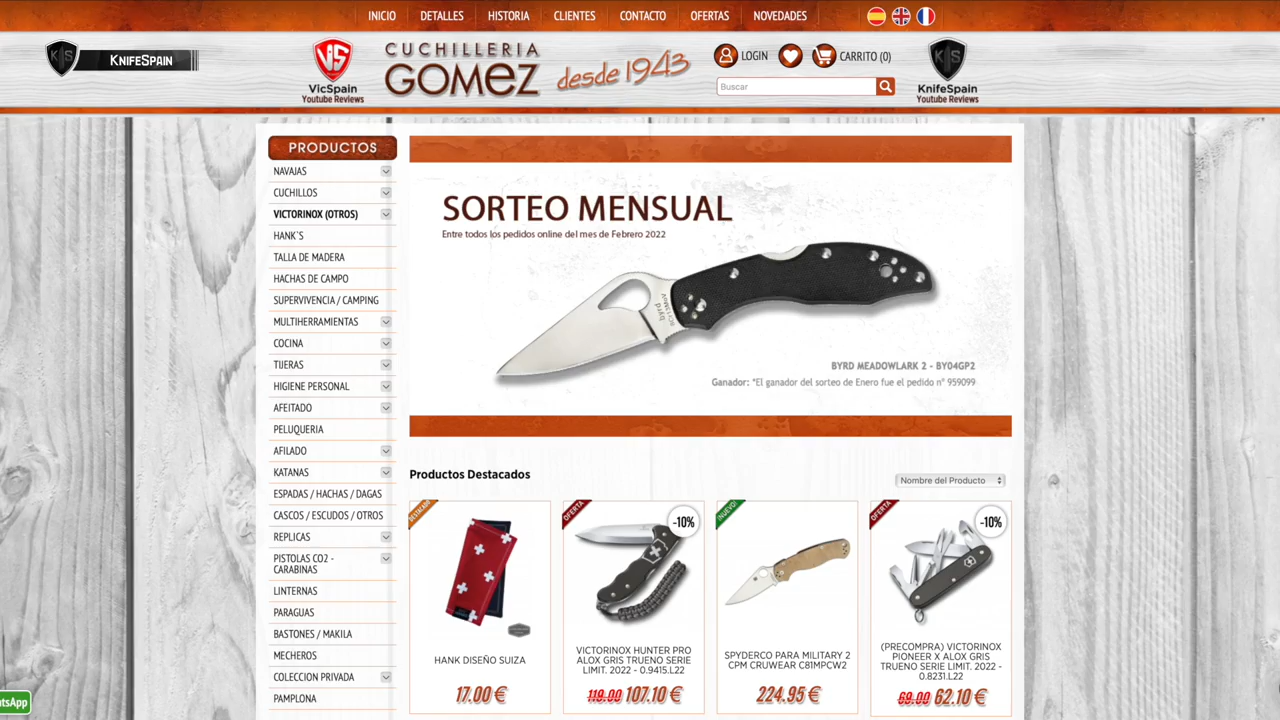 INICIO DETALLES HISTORIA CLIENTES CONTACTO OFERTAS NOVEDADES
KS KNIFESPAIN
VS
VicSpain
Youtube Reviews
CUCHILLERIA
GOMEZ
desde 1943
LOGIN CARRITO (0)
Buscar
KS
KnifeSpain
Youtube Reviews
PRODUCTOS
NAVAJAS
CUCHILLOS
VICTORINOX (OTROS)
HANK`S
TALLA DE MADERA
HACHAS DE CAMPO
SUPERVIVENCIA / CAMPING
MULTIHERRAMIENTAS
COCINA
TIJERAS
HIGIENE PERSONAL
AFEITADO
PELUQUERIA
AFILADO
KATANAS
ESPADAS / HACHAS / DAGAS
CASCOS / ESCUDOS / OTROS
REPLICAS
PISTOLAS CO2 -
CARABINAS
LINTERNAS
PARAGUAS
BASTONES / MAKILA
MECHEROS
COLECCION PRIVADA
PAMPLONA
SORTEO MENSUAL
Entre todos los pedidos online del mes de Febrero 2022
byrd
BYRD MEADOWLARK 2 - BY04GP2
Ganador: "El ganador del sorteo de Enero fue el pedido nº 959099
Productos Destacados
Nombre del Producto
DESTACADO
HANK DISEÑO SUIZA
17.00 €
OFERTA
-10%
VICTORINOX HUNTER PRO
ALOX GRIS TRUENO SERIE
LIMIT. 2022 - 0.9415.L22
119.00 107.10 €
¡NUEVO!
SPYDERCO PARA MILITARY 2
CPM CRUWEAR C81MPCW2
224.95 €
OFERTA
-10%
(PRECOMPRA) VICTORINOX
PIONEER X ALOX GRIS
TRUENO SERIE LIMIT. 2022 -
0.8231.L22
69.00 62.10 €
atsApp